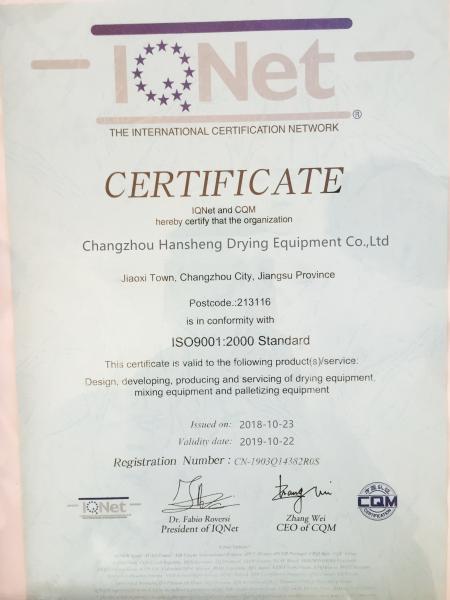 IQNet
®
THE INTERNATIONAL CERTIFICATION NETWORK
CERTIFICATE
IQNet and CQM
hereby certify that the organization
Changzhou Hansheng Drying Equipment Co.,Ltd
Jiaoxi Town, Changzhou City, Jiangsu Province
Postcode.:213116
is in conformity with
ISO9001:2000 Standard
This certificate is valid to the following product(s)/service:
Design, developing, producing and servicing of drying equipment,
mixing equipment and palletizing equipment
Issued on: 2018-10-23
Validity date: 2019-10-22
Registration Number : CN-1903Q14382R0S
IQNet
Dr. Fabio Roversi
President of IQNet
Zhang Wei
CEO of CQM
CQM
CERTIFICATION